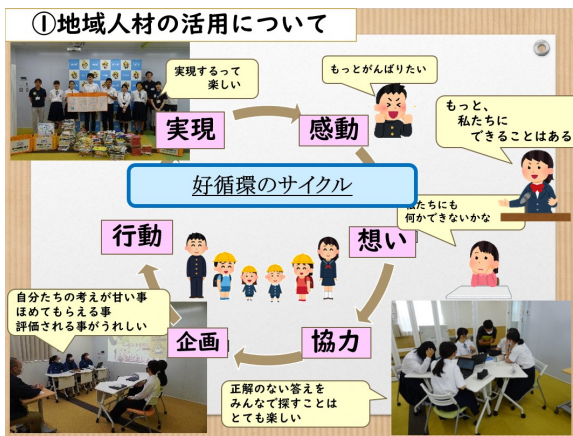 ①地域人材の活用について
実現するって
楽しい
もっとがんばりたい
もっと、
私たちに
できることはある
実現
感動
好循環のサイクル
私たちにも
何かできないかな
行動
想い
自分たちの考えが甘い事
ほめてもらえる事
評価される事がうれしい
企画
協力
正解のない答えを
みんなで探すことは
とても楽しい